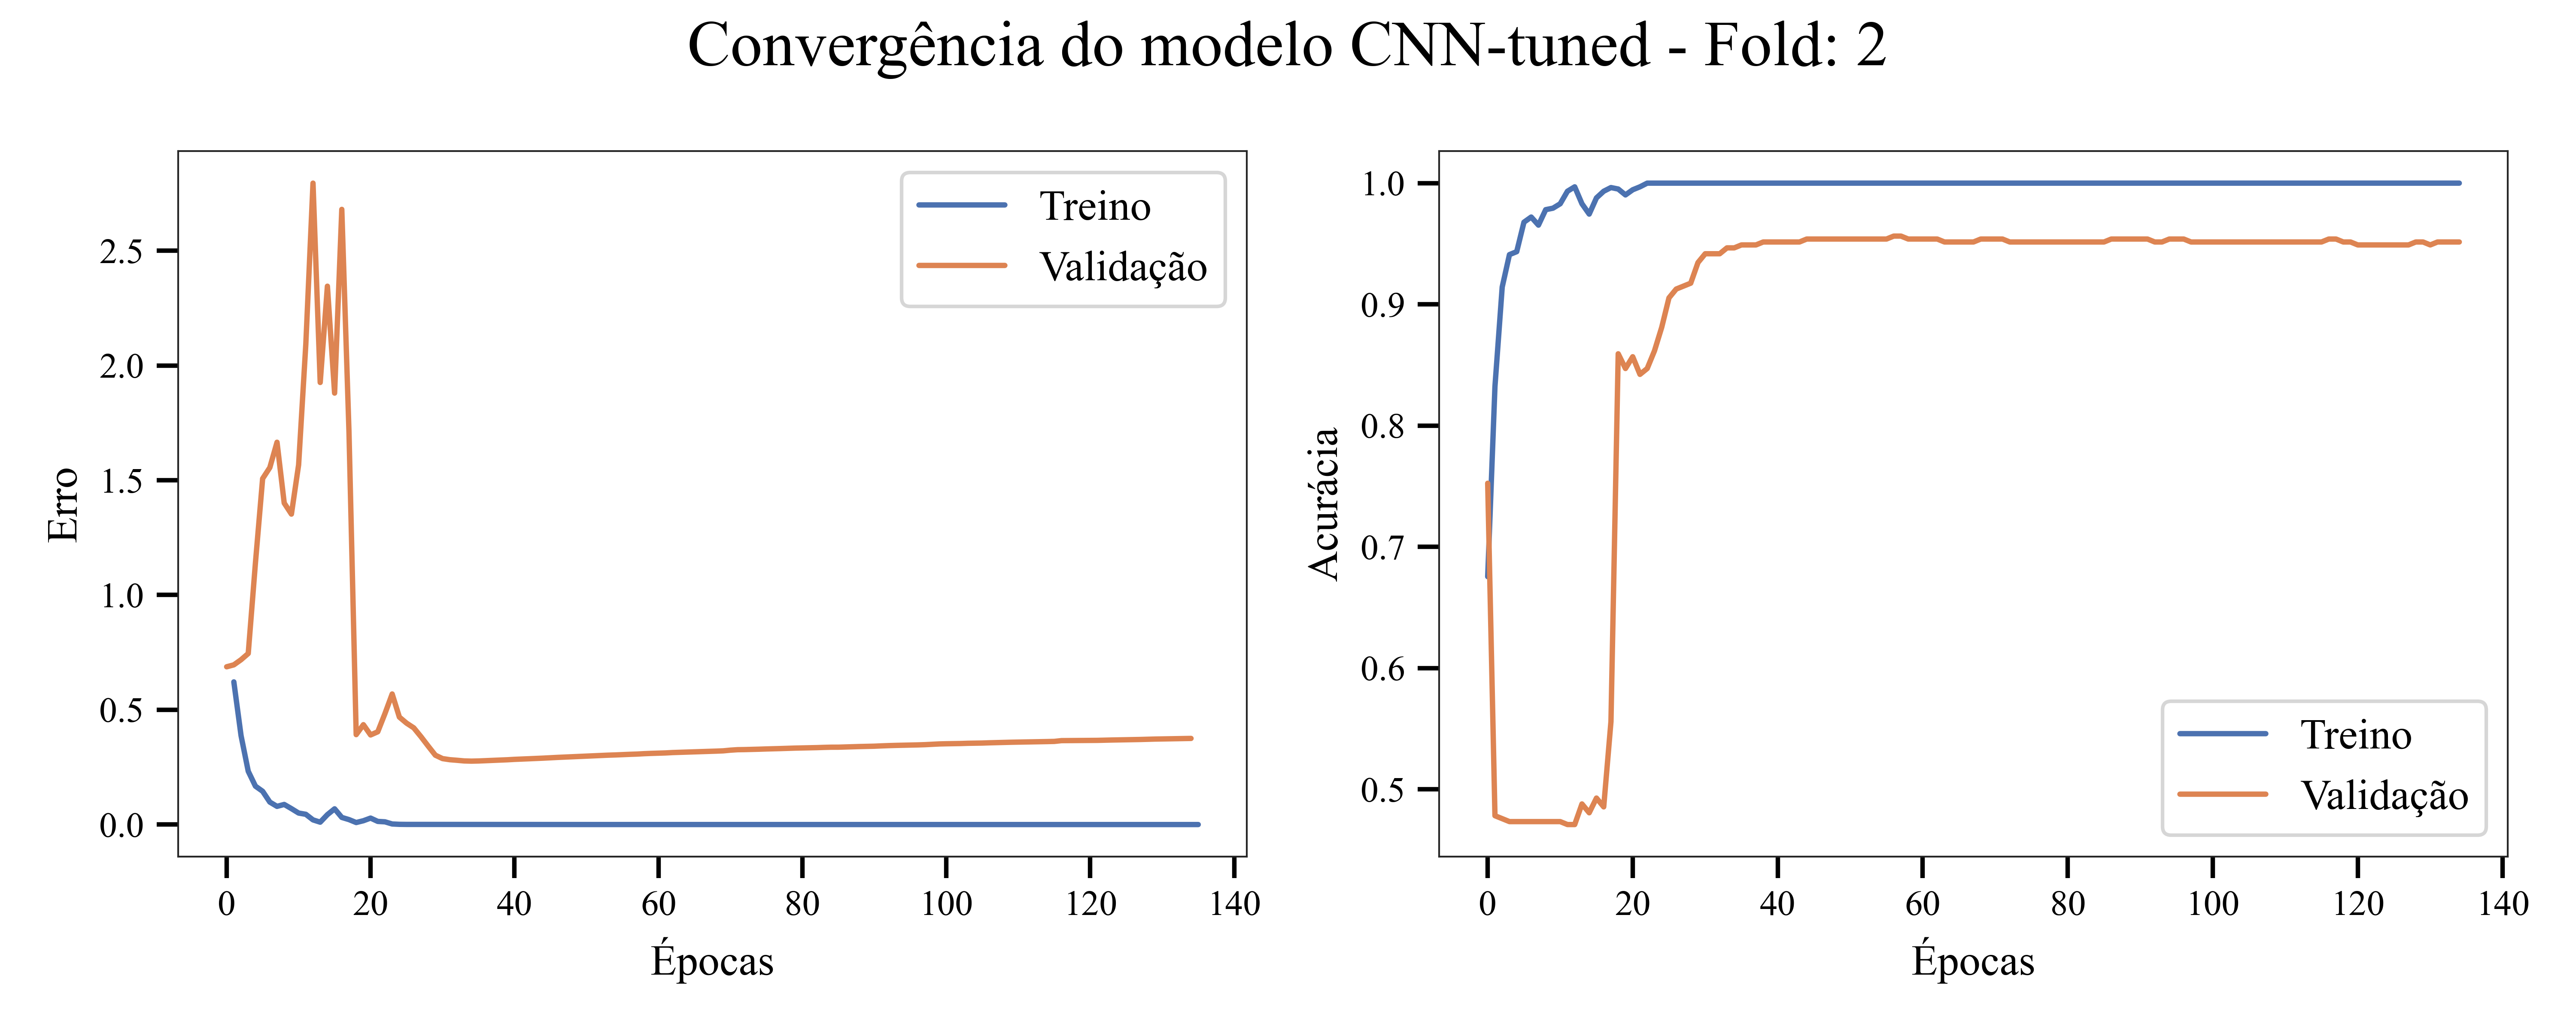 Convergência do modelo CNN-tuned - Fold: 2
Erro
2.5
2.0
1.5
1.0
0.5
0.0
0 20 40 60 80 100 120 140
Épocas
Treino
Validação
Acurácia
1.0
0.9
0.8
0.7
0.6
0.5
0 20 40 60 80 100 120 140
Épocas
Treino
Validação